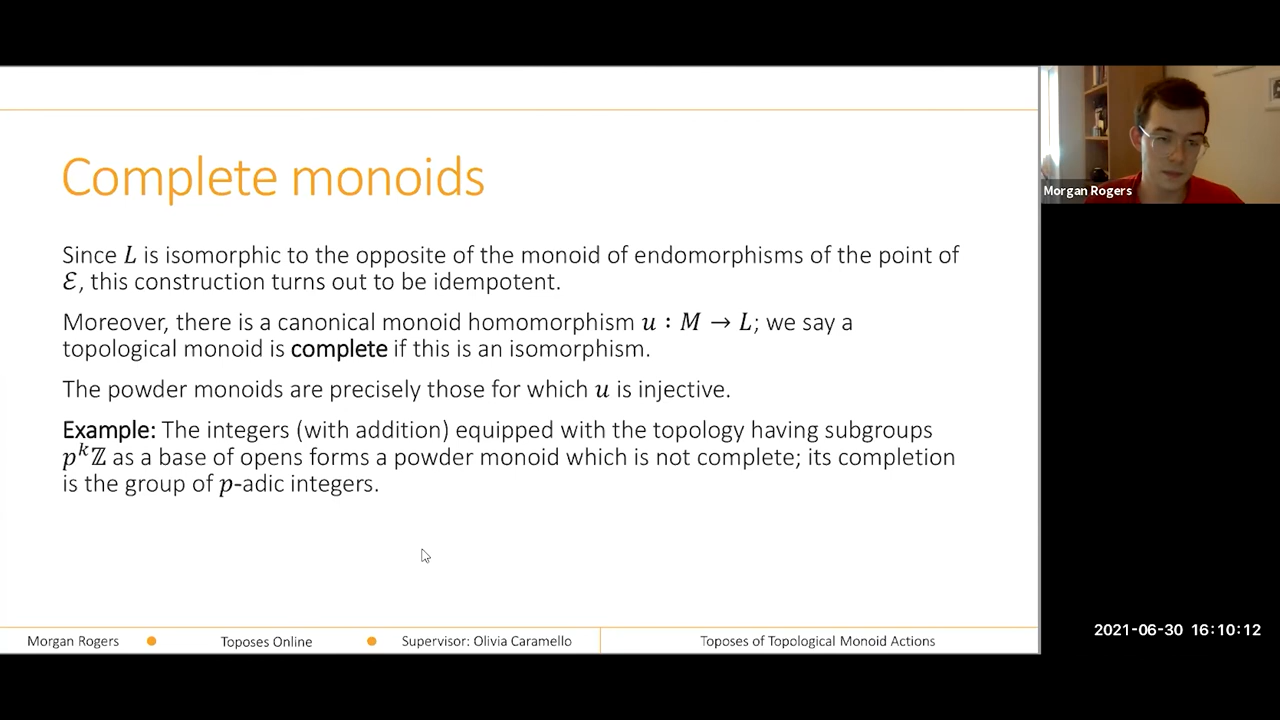 Complete monoids
Since L is isomorphic to the opposite of the monoid of endomorphisms of the point of
ℰ, this construction turns out to be idempotent.
Moreover, there is a canonical monoid homomorphism u : M → L; we say a
topological monoid is complete if this is an isomorphism.
The powder monoids are precisely those for which u is injective.
Example: The integers (with addition) equipped with the topology having subgroups
pᵏℤ as a base of opens forms a powder monoid which is not complete; its completion
is the group of p-adic integers.
Morgan Rogers
Morgan Rogers ● Toposes Online ● Supervisor: Olivia Caramello Toposes of Topological Monoid Actions
2021-06-30 16:10:12